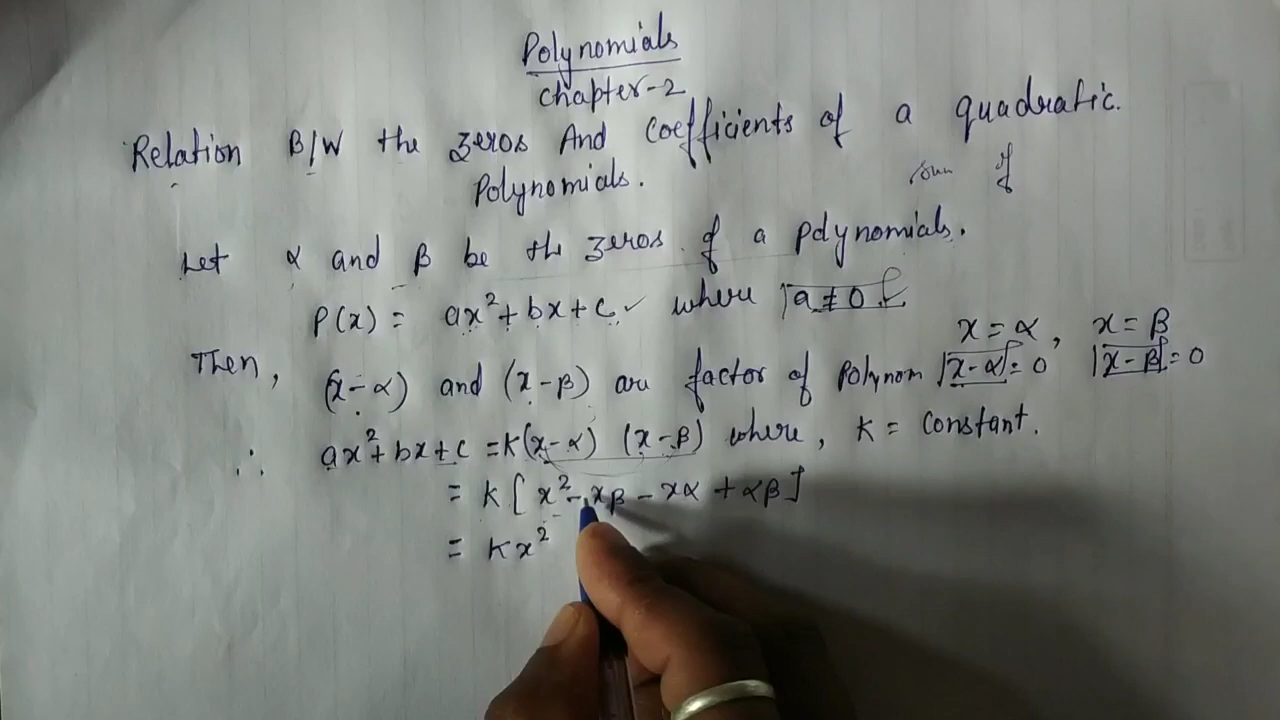 Polynomials
chapter-2
Relation B/W the zeros And Coefficients of a quadratic.
Polynomials.
sum of
Let α and β be the zeros of a polynomials.
P(x) = ax²+bx+c ✓ where a≠0
x=α, x=β
Then, (x-α) and (x-β) are factor of Polynom x-α=0 x-β=0
∴ ax²+bx+c = K(x-α) (x-β) where, K = Constant.
= K[x²-xβ-xα+αβ]
= Kx²